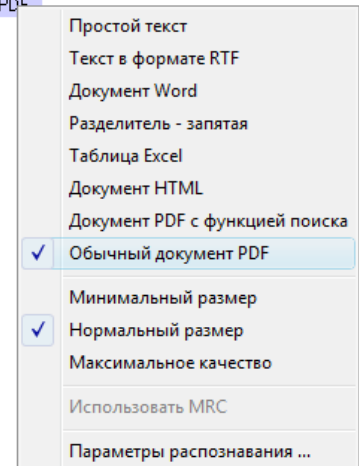 PDF
Простой текст
Текст в формате RTF
Документ Word
Разделитель - запятая
Таблица Excel
Документ HTML
Документ PDF с функцией поиска
Обычный документ PDF
Минимальный размер
Нормальный размер
Максимальное качество
Использовать MRC
Параметры распознавания ...